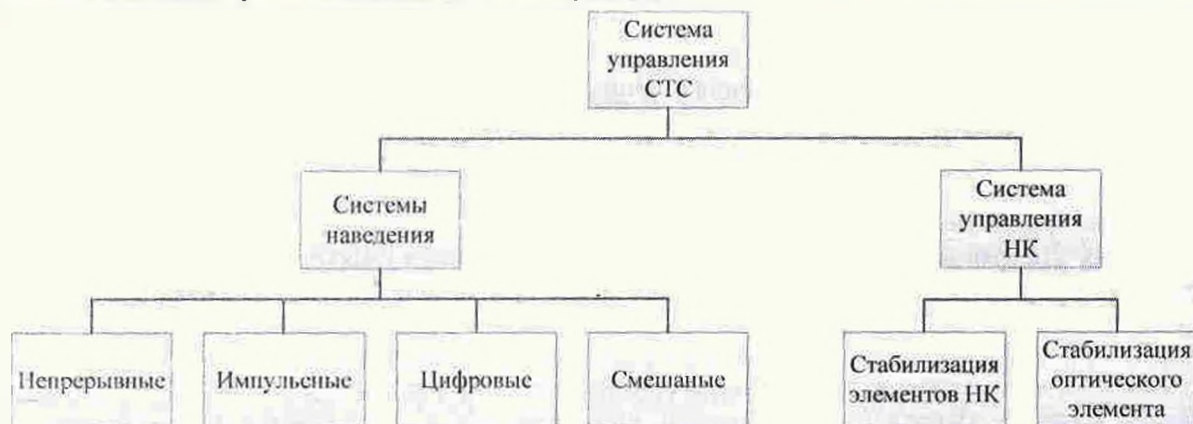 Система
управления
СТС
Системы
наведения
Система
управления
НК
Непрерывные
Импульсные
Цифровые
Смешаные
Стабилизация
элементов НК
Стабилизация
оптического
элемента